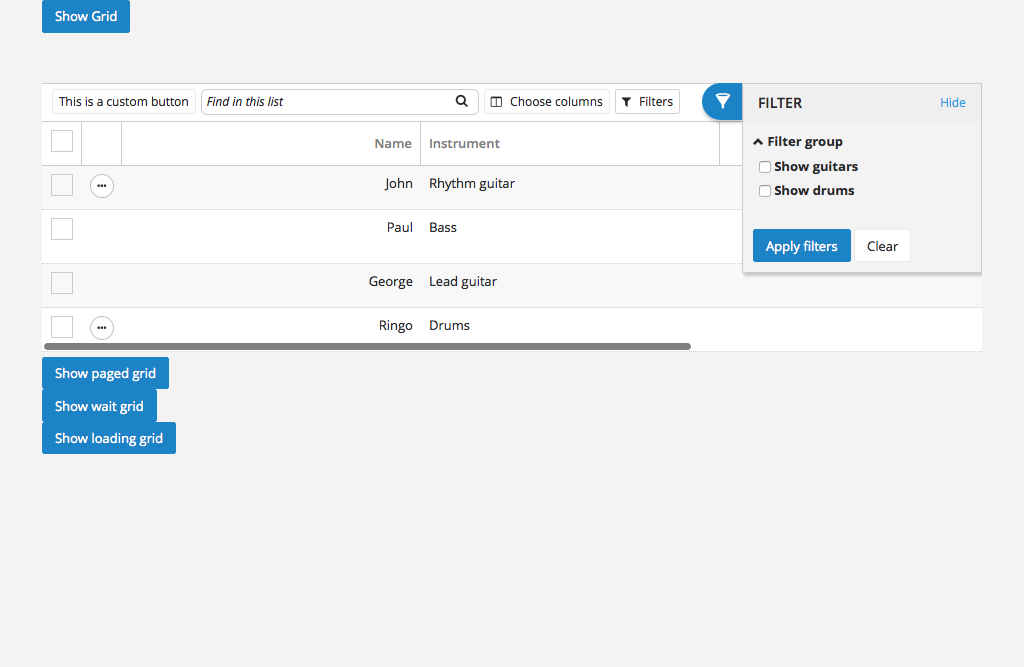 Show Grid
This is a custom button Find in this list Choose columns Filters
FILTER Hide
Filter group
Show guitars
Show drums
Apply filters Clear
Name Instrument
John Rhythm guitar
Paul Bass
George Lead guitar
Ringo Drums
Show paged grid
Show wait grid
Show loading grid